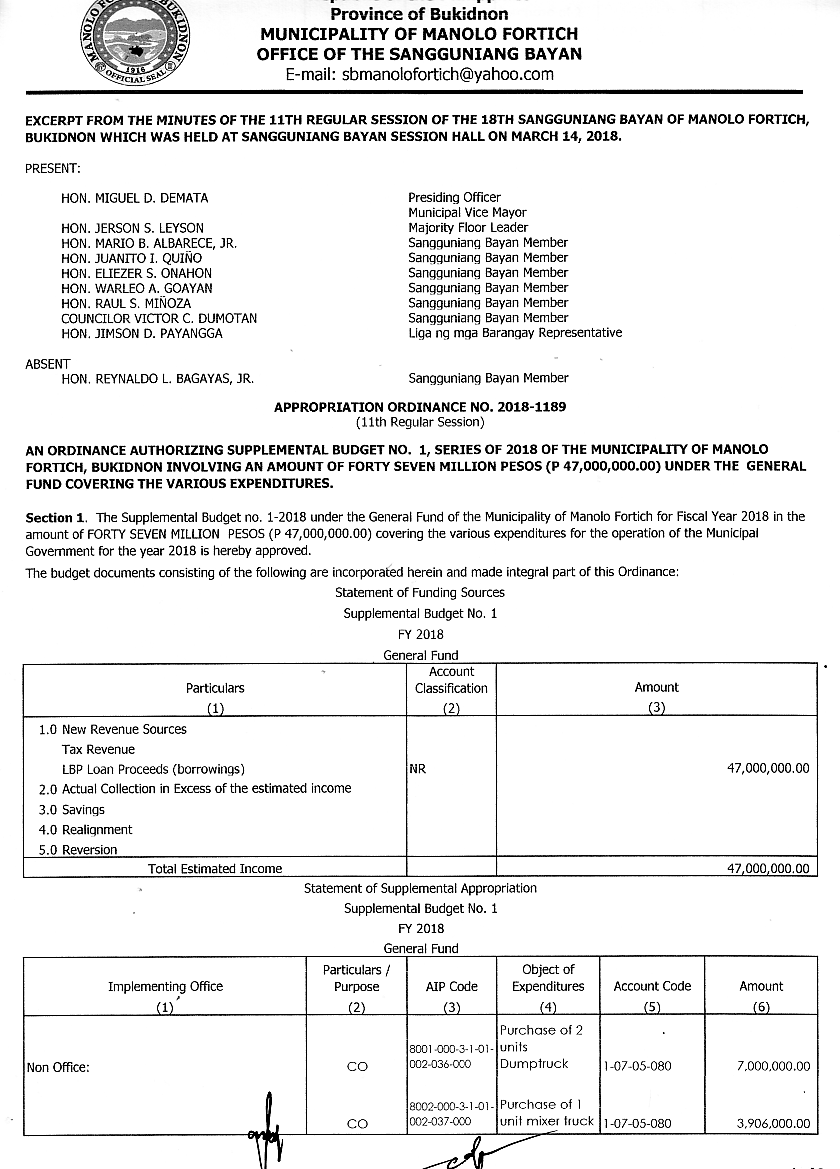 Province of Bukidnon
MUNICIPALITY OF MANOLO FORTICH
OFFICE OF THE SANGGUNIANG BAYAN
E-mail: sbmanolofortich@yahoo.com
MANOLO BUKIDNON
1916
OFFICIAL SEAL
EXCERPT FROM THE MINUTES OF THE 11TH REGULAR SESSION OF THE 18TH SANGGUNIANG BAYAN OF MANOLO FORTICH,
BUKIDNON WHICH WAS HELD AT SANGGUNIANG BAYAN SESSION HALL ON MARCH 14, 2018.
PRESENT:
HON. MIGUEL D. DEMATA Presiding Officer
Municipal Vice Mayor
HON. JERSON S. LEYSON Majority Floor Leader
HON. MARIO B. ALBARECE, JR. Sangguniang Bayan Member
HON. JUANITO I. QUIÑO Sangguniang Bayan Member
HON. ELIEZER S. ONAHON Sangguniang Bayan Member
HON. WARLEO A. GOAYAN Sangguniang Bayan Member
HON. RAUL S. MIÑOZA Sangguniang Bayan Member
COUNCILOR VICTOR C. DUMOTAN Sangguniang Bayan Member
HON. JIMSON D. PAYANGGA Liga ng mga Barangay Representative
ABSENT
HON. REYNALDO L. BAGAYAS, JR. Sangguniang Bayan Member
APPROPRIATION ORDINANCE NO. 2018-1189
(11th Regular Session)
AN ORDINANCE AUTHORIZING SUPPLEMENTAL BUDGET NO. 1, SERIES OF 2018 OF THE MUNICIPALITY OF MANOLO
FORTICH, BUKIDNON INVOLVING AN AMOUNT OF FORTY SEVEN MILLION PESOS (P 47,000,000.00) UNDER THE GENERAL
FUND COVERING THE VARIOUS EXPENDITURES.
Section 1. The Supplemental Budget no. 1-2018 under the General Fund of the Municipality of Manolo Fortich for Fiscal Year 2018 in the
amount of FORTY SEVEN MILLION PESOS (P 47,000,000.00) covering the various expenditures for the operation of the Municipal
Government for the year 2018 is hereby approved.
The budget documents consisting of the following are incorporated herein and made integral part of this Ordinance:
Statement of Funding Sources
Supplemental Budget No. 1
FY 2018
General Fund
Particulars (1) Account Classification (2) Amount (3)
1.0 New Revenue Sources
Tax Revenue
LBP Loan Proceeds (borrowings) NR 47,000,000.00
2.0 Actual Collection in Excess of the estimated income
3.0 Savings
4.0 Realignment
5.0 Reversion
Total Estimated Income 47,000,000.00
Statement of Supplemental Appropriation
Supplemental Budget No. 1
FY 2018
General Fund
Implementing Office (1) Particulars / Purpose (2) AIP Code (3) Object of Expenditures (4) Account Code (5) Amount (6)
Non Office: CO 8001-000-3-1-01-002-036-000 Purchase of 2 units Dumptruck 1-07-05-080 7,000,000.00
CO 8002-000-3-1-01-002-037-000 Purchase of 1 unit mixer truck 1-07-05-080 3,906,000.00